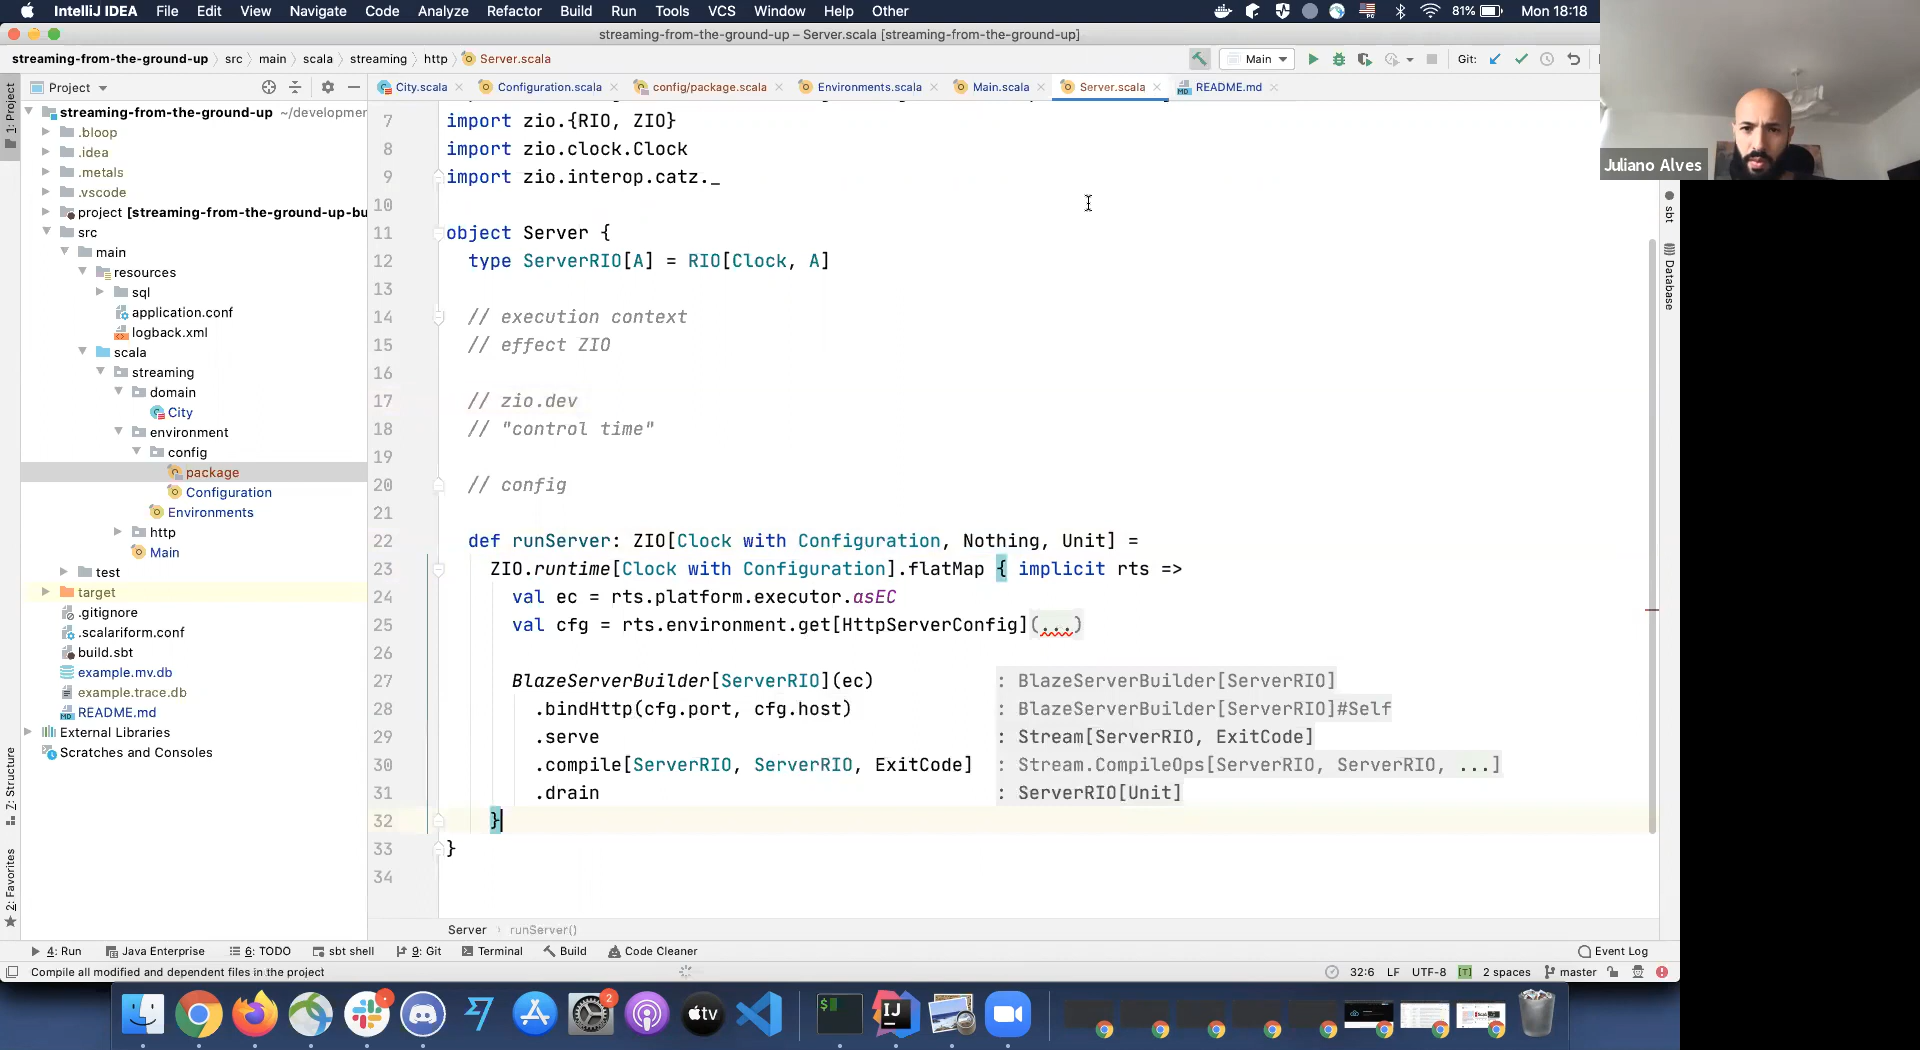 IntelliJ IDEA File Edit View Navigate Code Analyze Refactor Build Run Tools VCS Window Help Other 81% Mon 18:18
streaming-from-the-ground-up – Server.scala [streaming-from-the-ground-up]
streaming-from-the-ground-up src main scala streaming http Server.scala Main Git:
Project City.scala Configuration.scala config/package.scala Environments.scala Main.scala Server.scala README.md
1: Project
streaming-from-the-ground-up ~/developmer
.bloop
.idea
.metals
.vscode
project [streaming-from-the-ground-up-bu
src
main
resources
sql
application.conf
logback.xml
scala
streaming
domain
City
environment
config
package
Configuration
Environments
http
Main
test
target
.gitignore
.scalariform.conf
build.sbt
example.mv.db
example.trace.db
README.md
External Libraries
Scratches and Consoles
7: Structure
2: Favorites
7 import zio.{RIO, ZIO}
8 import zio.clock.Clock
9 import zio.interop.catz._
10
11 object Server {
12 type ServerRIO[A] = RIO[Clock, A]
13
14 // execution context
15 // effect ZIO
16
17 // zio.dev
18 // "control time"
19
20 // config
21
22 def runServer: ZIO[Clock with Configuration, Nothing, Unit] =
23 ZIO.runtime[Clock with Configuration].flatMap { implicit rts =>
24 val ec = rts.platform.executor.asEC
25 val cfg = rts.environment.get[HttpServerConfig](...)
26
27 BlazeServerBuilder[ServerRIO](ec) : BlazeServerBuilder[ServerRIO]
28 .bindHttp(cfg.port, cfg.host) : BlazeServerBuilder[ServerRIO]#Self
29 .serve : Stream[ServerRIO, ExitCode]
30 .compile[ServerRIO, ServerRIO, ExitCode] : Stream.CompileOps[ServerRIO, ServerRIO, ...]
31 .drain : ServerRIO[Unit]
32 }
33 }
34
Juliano Alves
sbt
Database
Server runServer()
4: Run Java Enterprise 6: TODO sbt shell 9: Git Terminal Build Code Cleaner Event Log
Compile all modified and dependent files in the project 32:6 LF UTF-8 [T] 2 spaces master
2
$
tv
IJ